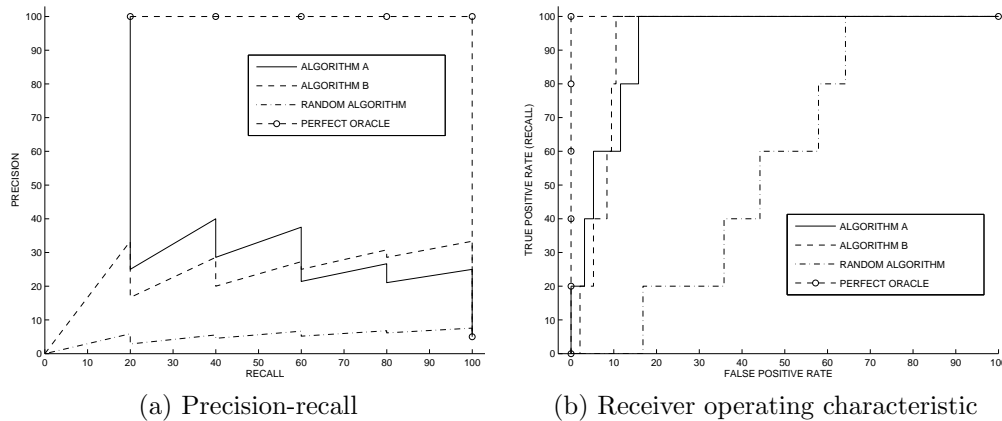 100
90
80
70
60
50
40
30
20
10
0
PRECISION
0 10 20 30 40 50 60 70 80 90 100
RECALL
ALGORITHM A
ALGORITHM B
RANDOM ALGORITHM
PERFECT ORACLE
(a) Precision-recall
100
90
80
70
60
50
40
30
20
10
0
TRUE POSITIVE RATE (RECALL)
0 10 20 30 40 50 60 70 80 90 100
FALSE POSITIVE RATE
ALGORITHM A
ALGORITHM B
RANDOM ALGORITHM
PERFECT ORACLE
(b) Receiver operating characteristic